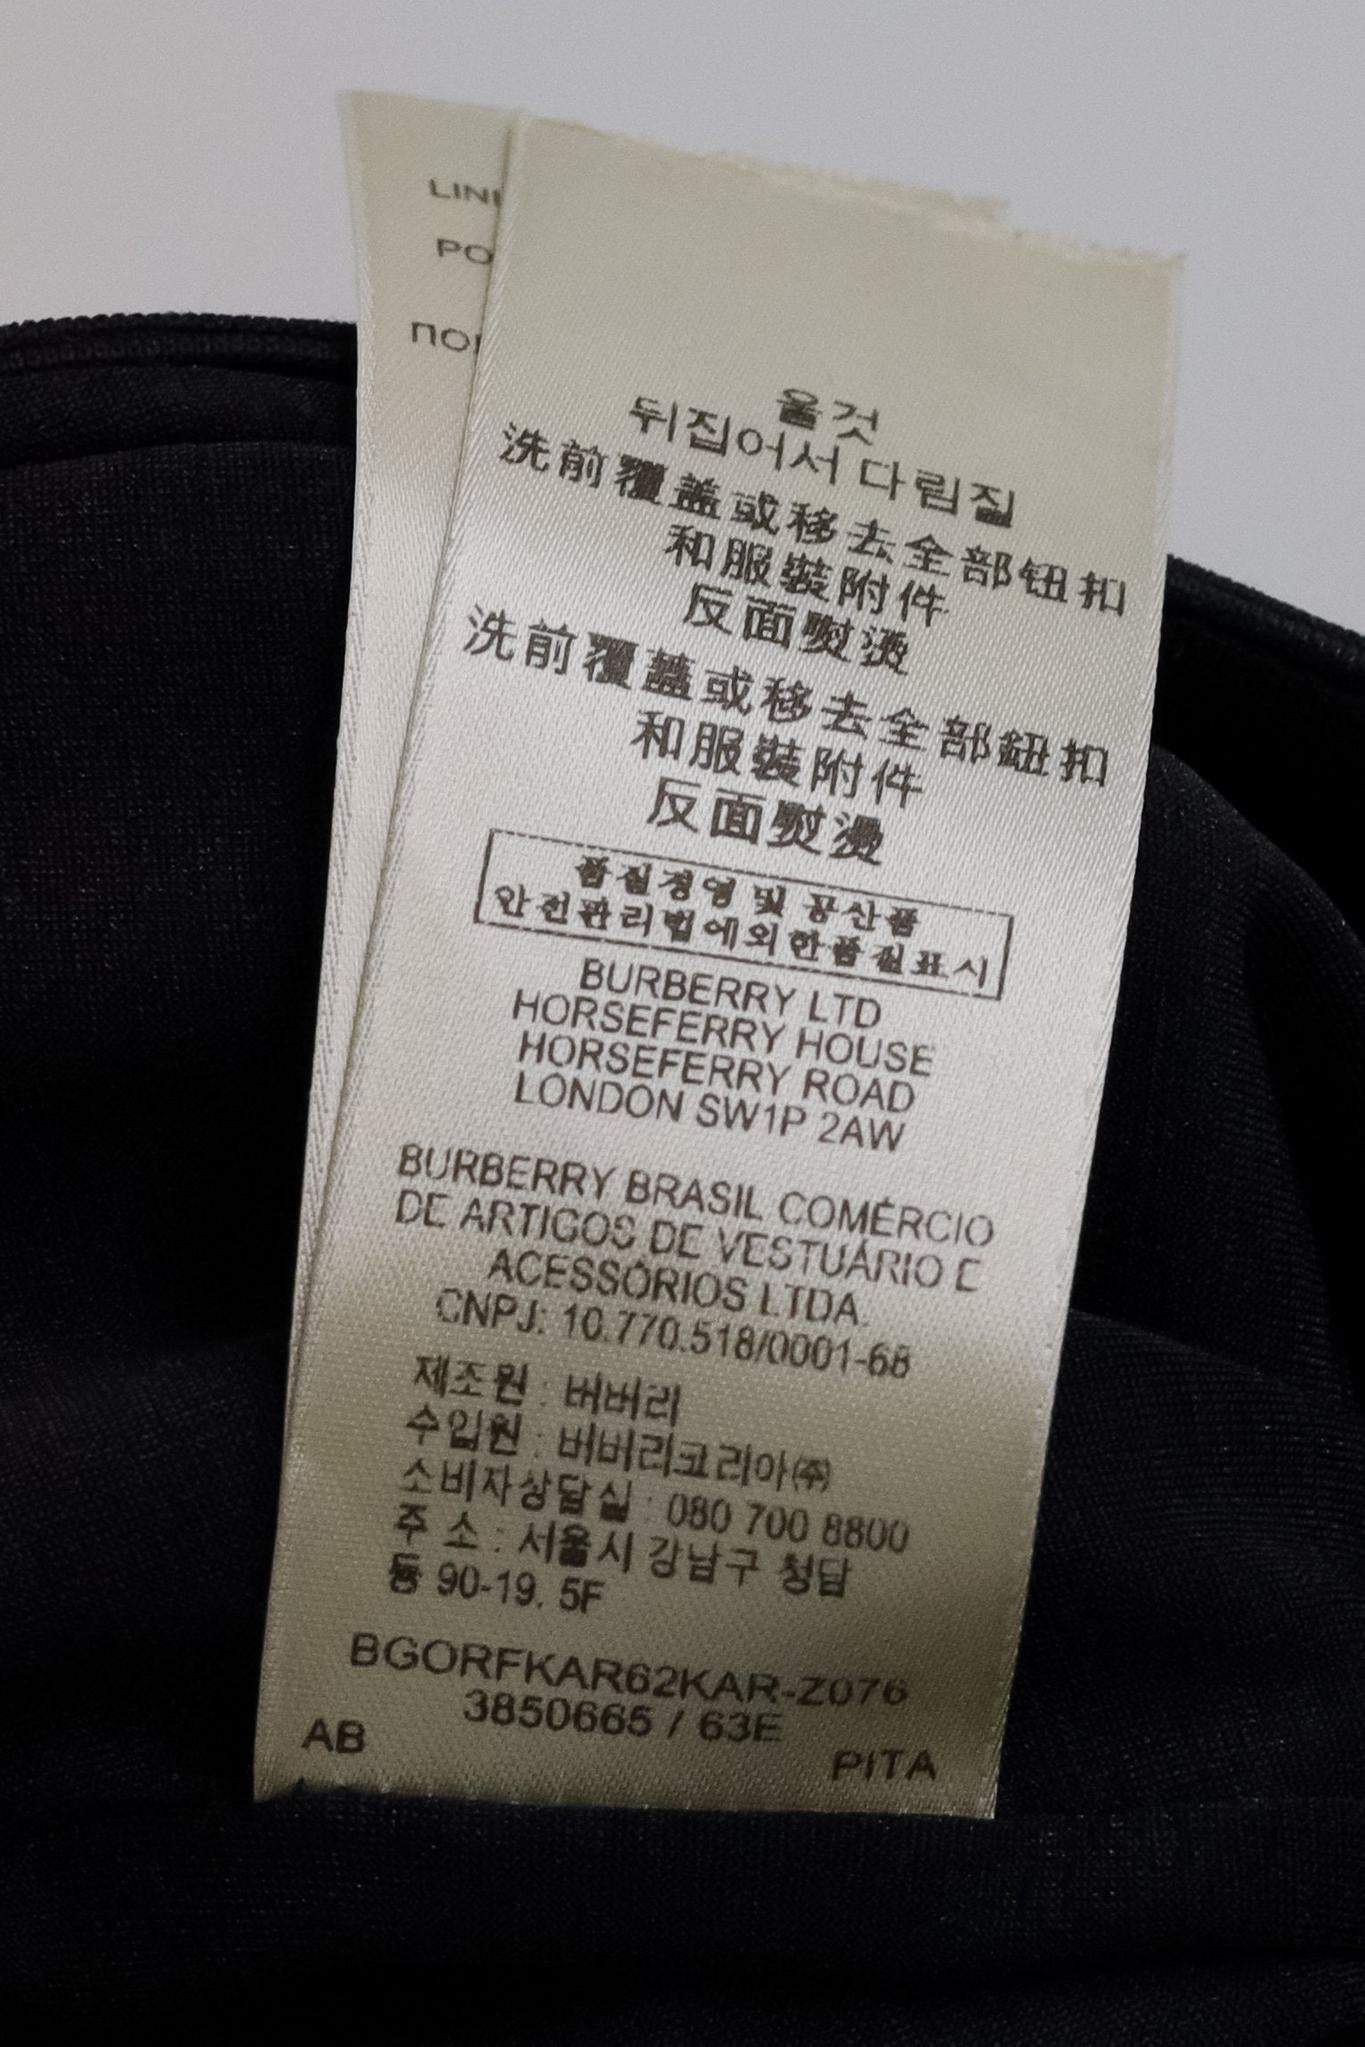 LIN
PO
ПО
울것
뒤집어서 다림질
洗前覆盖或移去全部钮扣
和服裝附件
反面熨烫
洗前覆蓋或移去全部鈕扣
和服裝附件
反面熨燙
품질경영 및 공산품
안전관리법에의한품질표시
BURBERRY LTD
HORSEFERRY HOUSE
HORSEFERRY ROAD
LONDON SW1P 2AW
BURBERRY BRASIL COMÉRCIO
DE ARTIGOS DE VESTUÁRIO E
ACESSÓRIOS LTDA.
CNPJ: 10.770.518/0001-68
제조원 : 버버리
수입원 : 버버리코리아㈜
소비자상담실 : 080 700 8800
주 소 : 서울시 강남구 청담
동 90-19. 5F
BGORFKAR62KAR-Z076
3850665 / 63E
AB
PITA